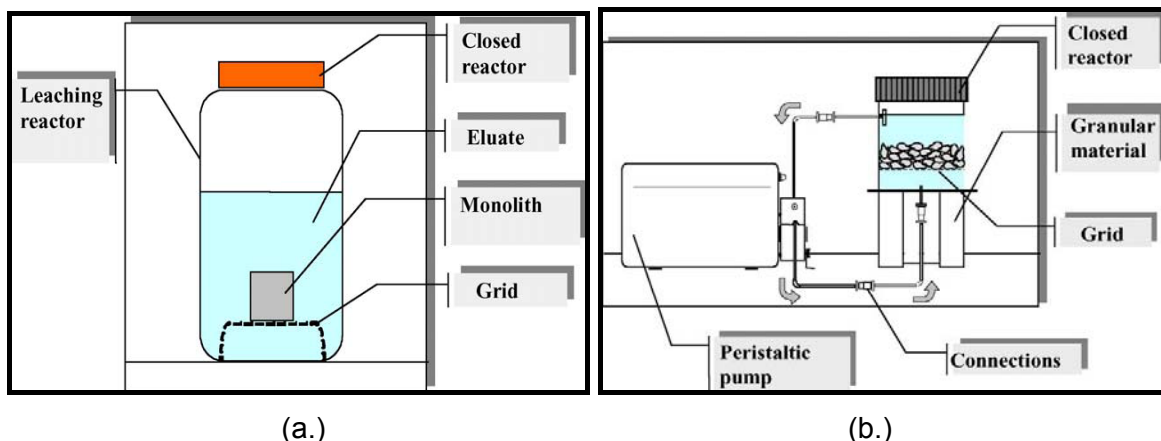 Leaching
reactor
Closed
reactor
Eluate
Monolith
Grid
(a.)
Closed
reactor
Granular
material
Grid
Peristaltic
pump
Connections
(b.)